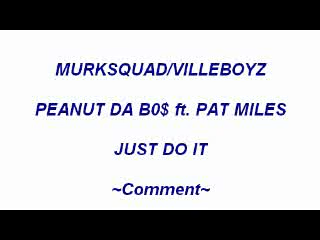 MURKSQUAD/VILLEBOYZ
PEANUT DA B0$ ft. PAT MILES
JUST DO IT
~Comment~